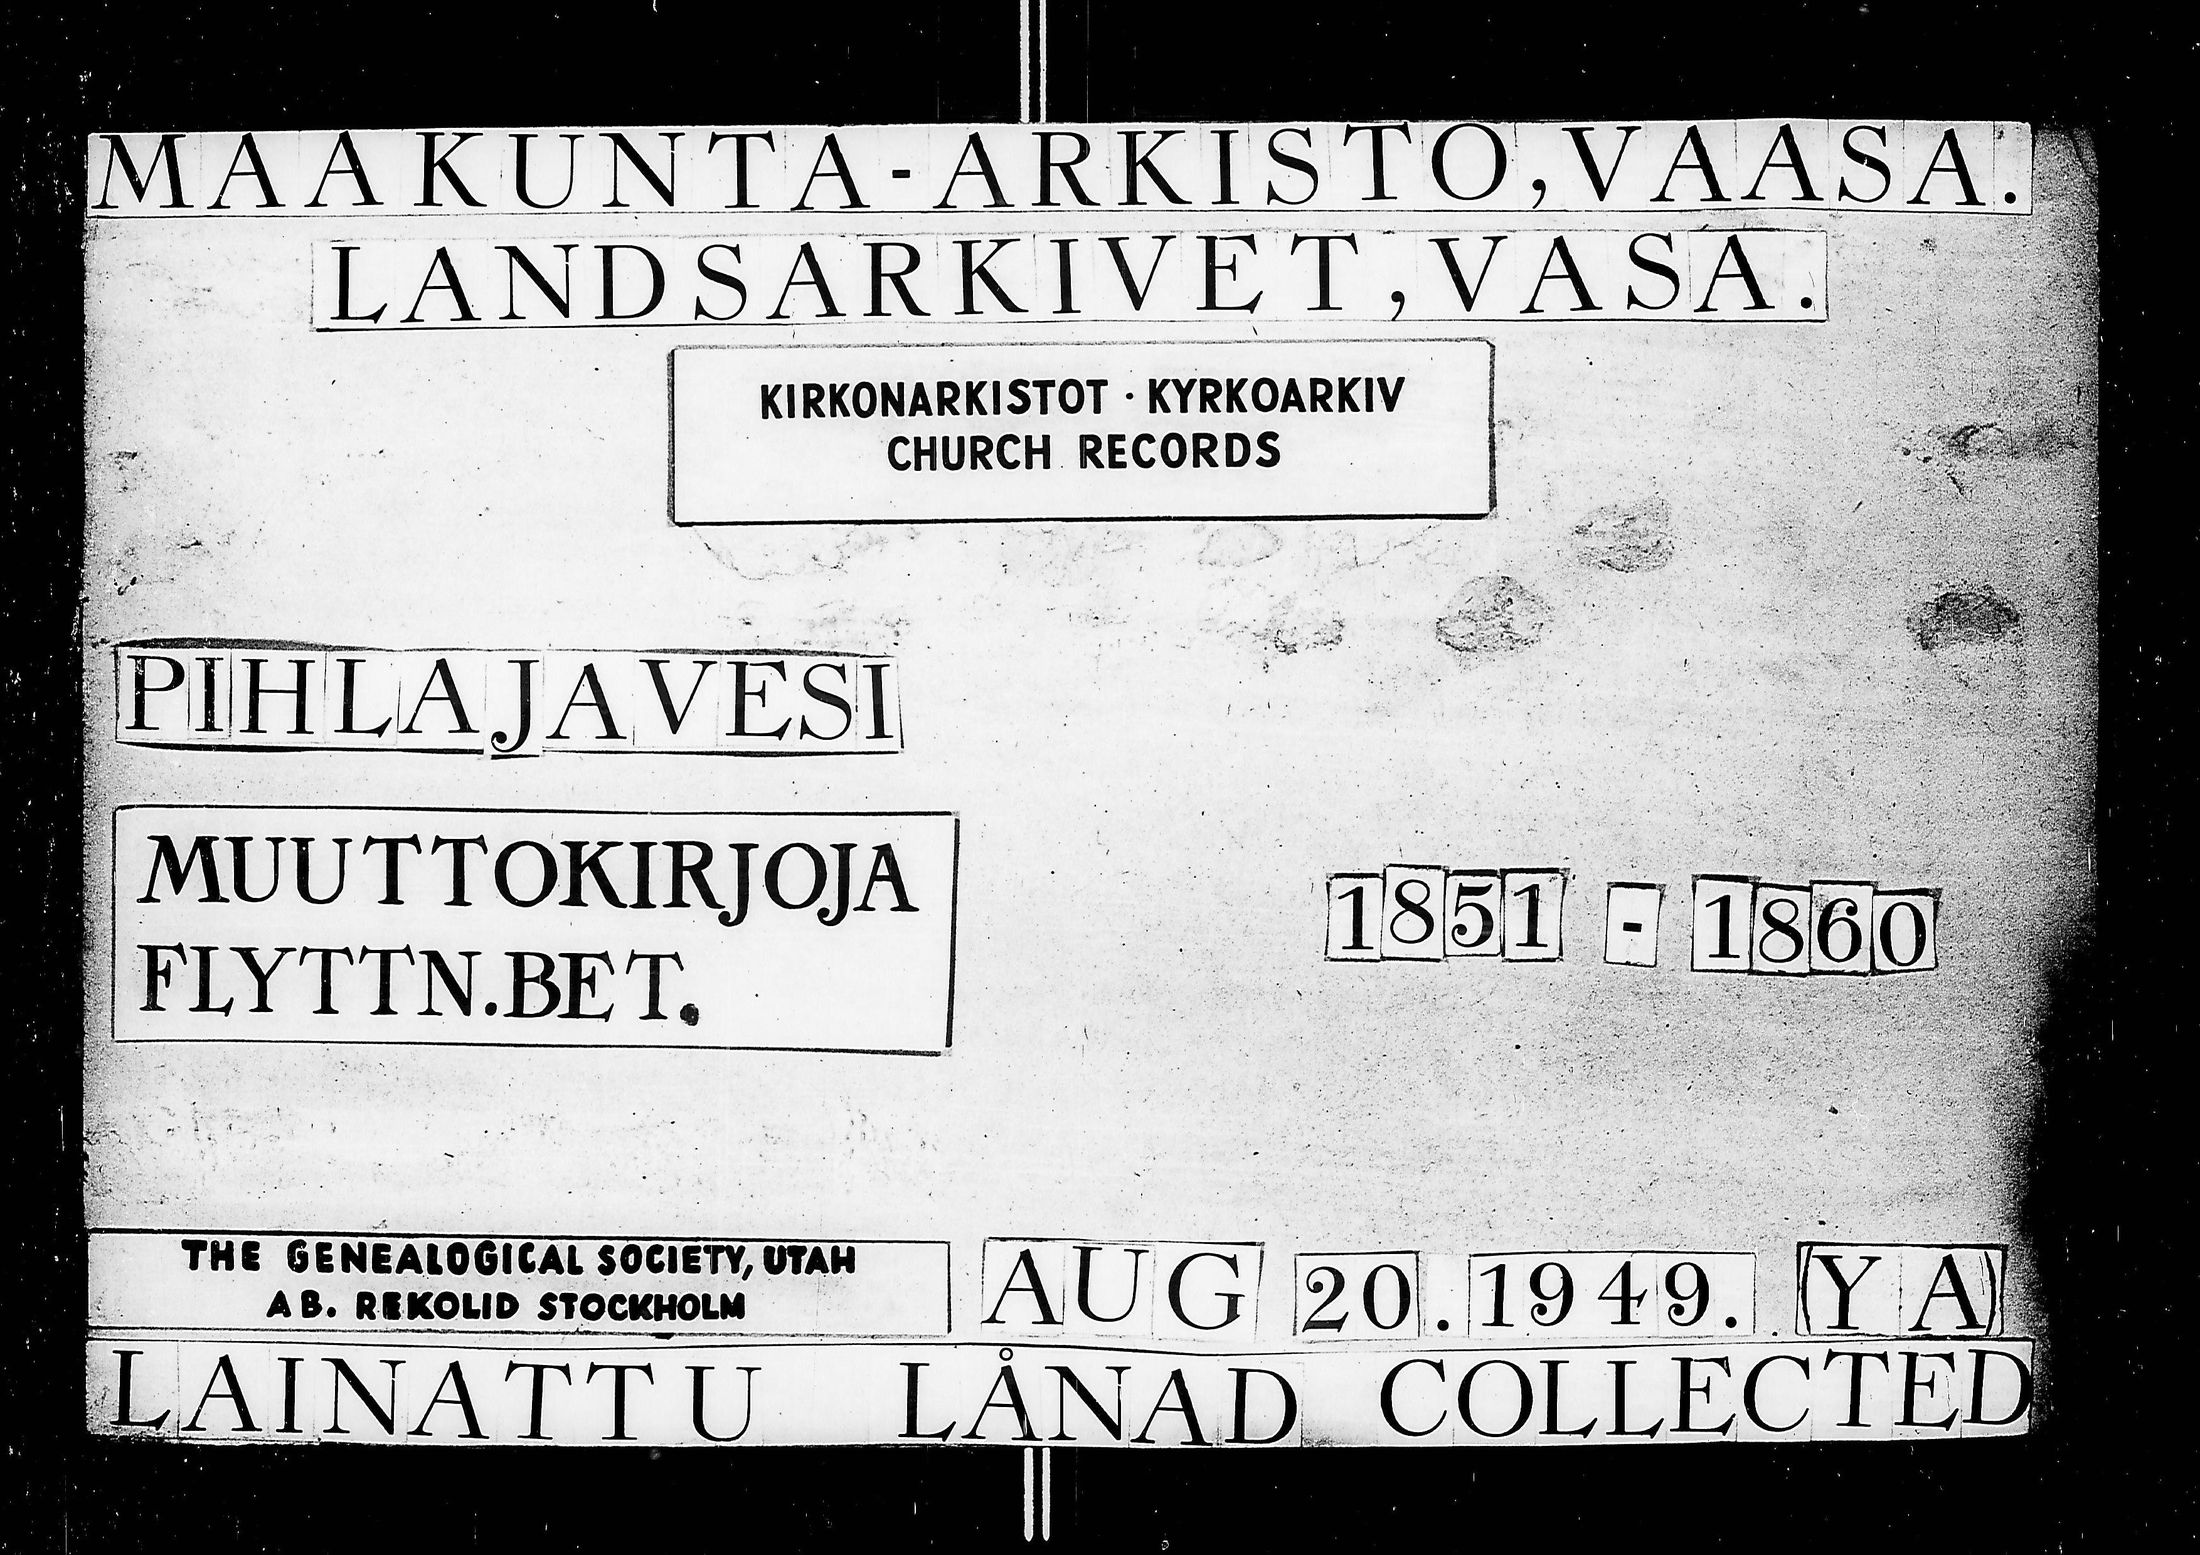 MAAKUNTA-ARKISTO, VAASA.
LANDSARKIVET, VASA.
KIRKONARKISTOT · KYRKOARKIV
CHURCH RECORDS
PIHLAJAVESI
MUUTTOKIRJOJA
FLYTTN.BET.
1851 - 1860
THE GENEALOGICAL SOCIETY, UTAH
AB. REKOLID STOCKHOLM
AUG 20. 1949. (YA)
LAINATTU LÅNAD COLLECTED